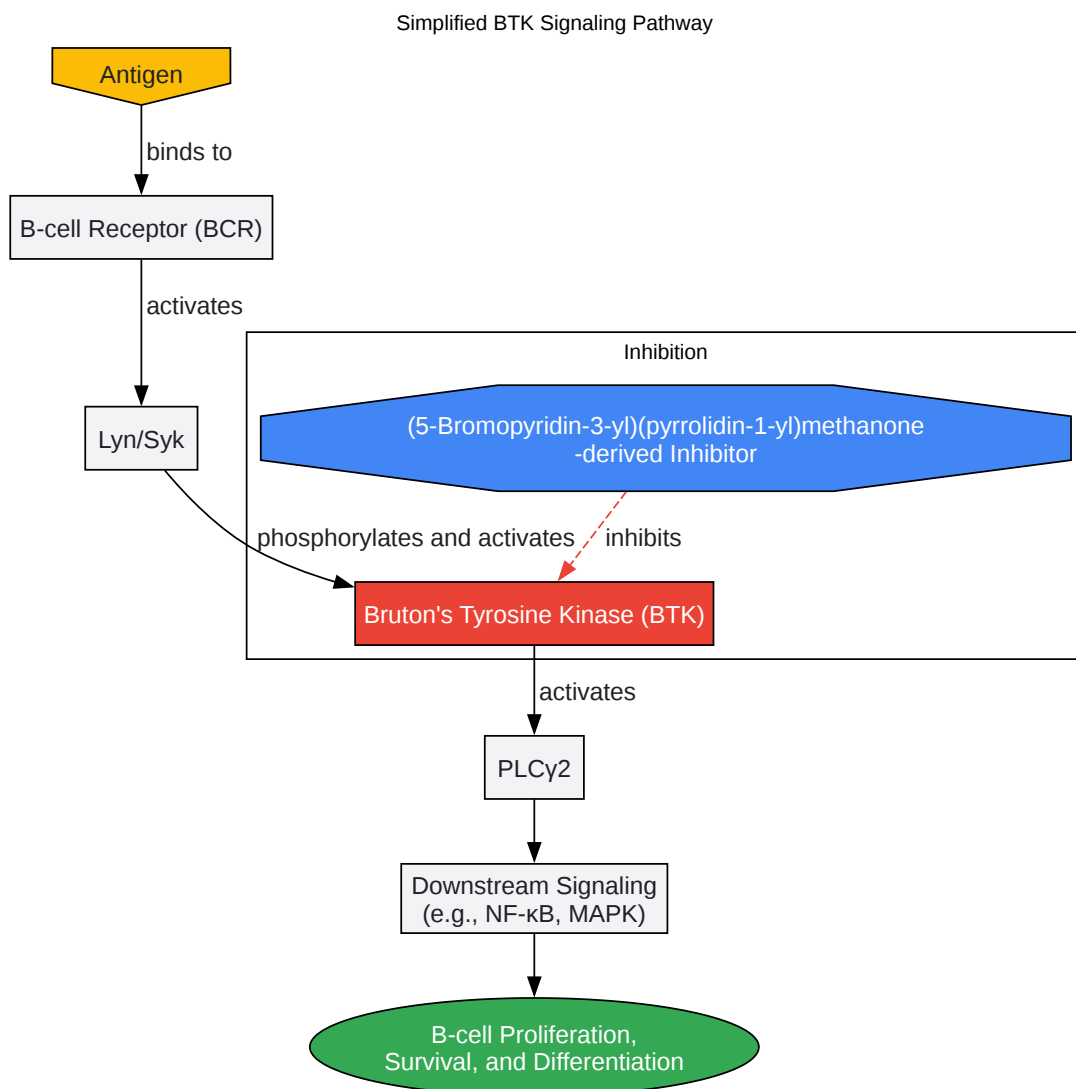 Simplified BTK Signaling Pathway
Antigen
binds to
B-cell Receptor (BCR)
activates
Inhibition
Lyn/Syk
(5-Bromopyridin-3-yl)(pyrrolidin-1-yl)methanone
-derived Inhibitor
phosphorylates and activates
inhibits
Bruton's Tyrosine Kinase (BTK)
activates
PLCγ2
Downstream Signaling
(e.g., NF-κB, MAPK)
B-cell Proliferation,
Survival, and Differentiation